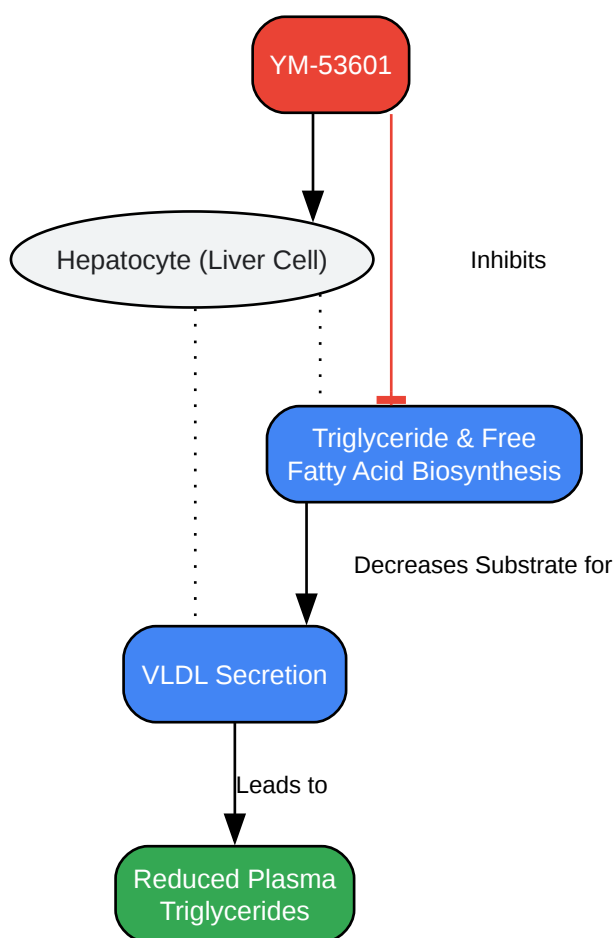 YM-53601
Hepatocyte (Liver Cell)
Inhibits
Triglyceride & Free
Fatty Acid Biosynthesis
Decreases Substrate for
VLDL Secretion
Leads to
Reduced Plasma
Triglycerides